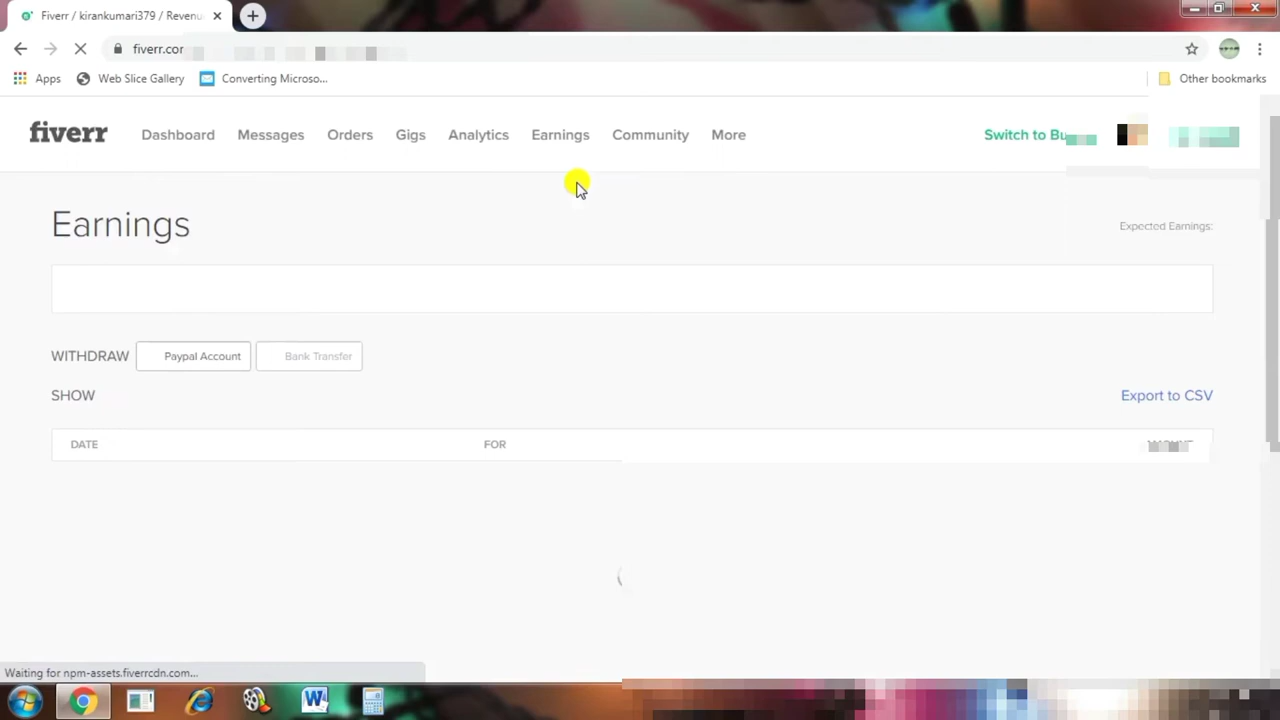 Fiverr / kirankumari379 / Revenu
fiverr.cor
Apps Web Slice Gallery Converting Microso... Other bookmarks
fiverr Dashboard Messages Orders Gigs Analytics Earnings Community More Switch to Bu
Earnings
Expected Earnings:
WITHDRAW Paypal Account Bank Transfer
SHOW Export to CSV
DATE FOR
Waiting for npm-assets.fiverrcdn.com...